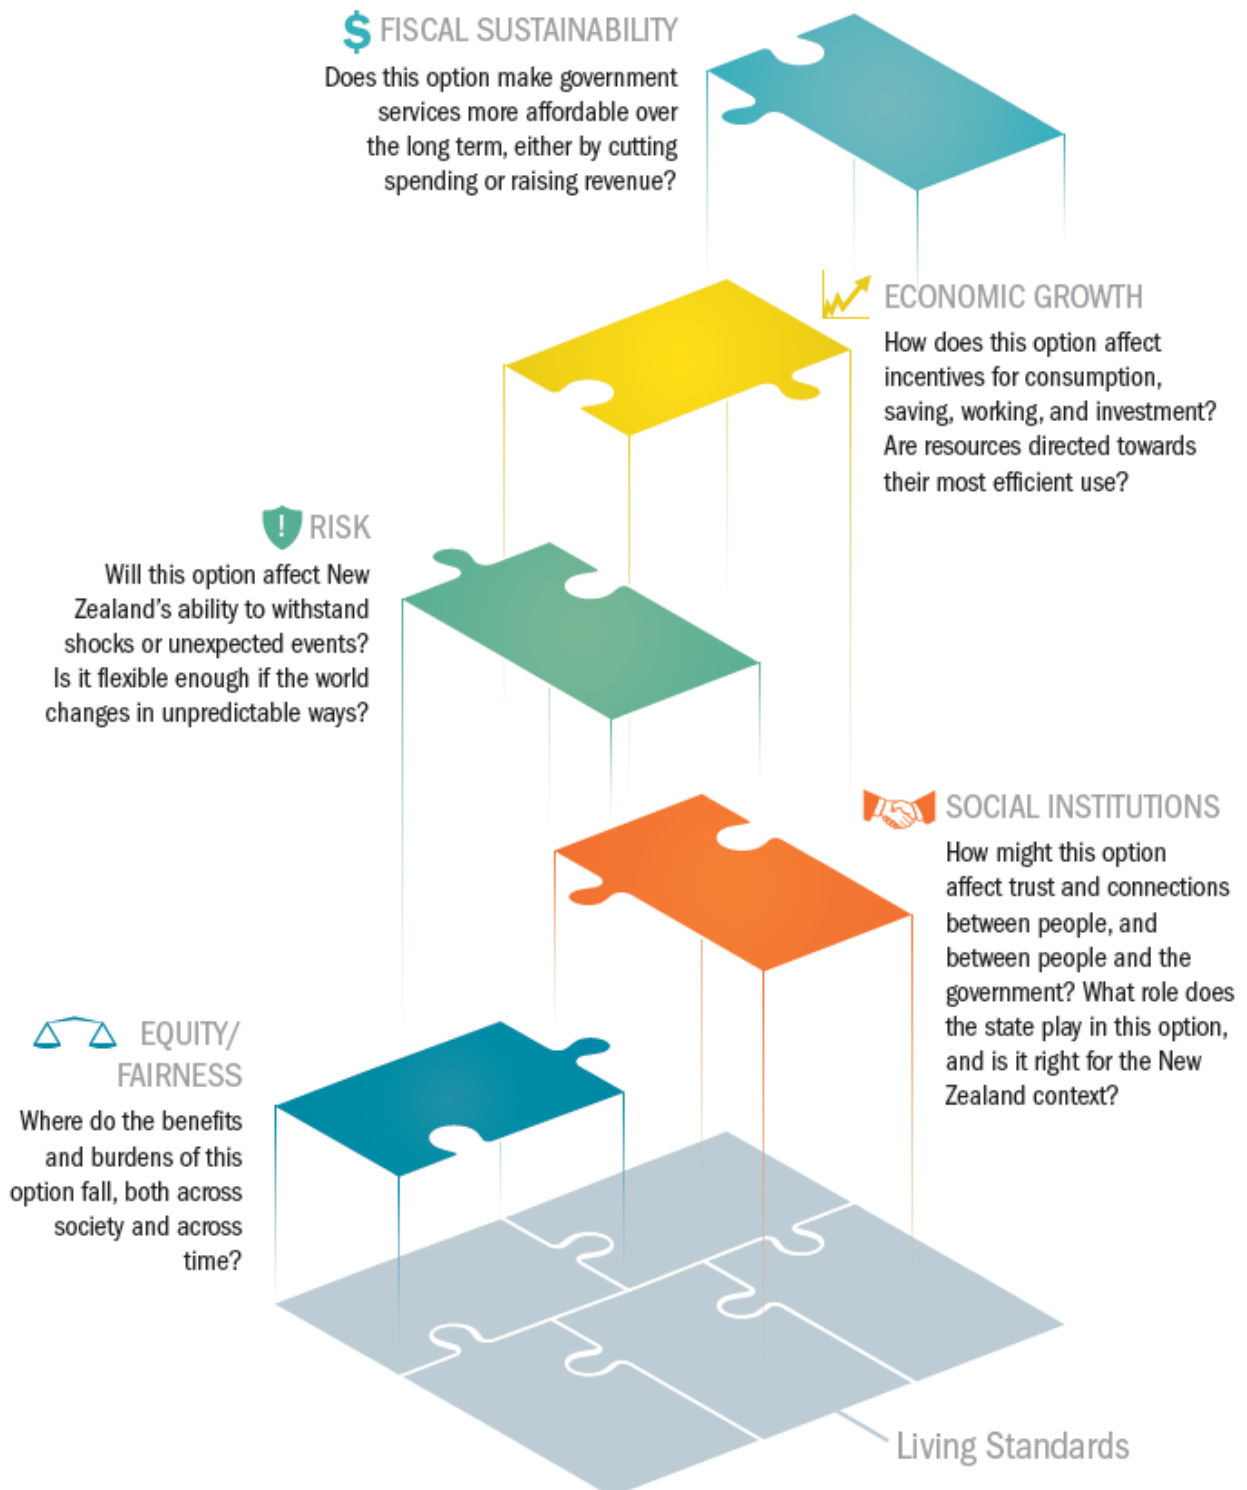 $ FISCAL SUSTAINABILITY
Does this option make government
services more affordable over
the long term, either by cutting
spending or raising revenue?
ECONOMIC GROWTH
How does this option affect
incentives for consumption,
saving, working, and investment?
Are resources directed towards
their most efficient use?
! RISK
Will this option affect New
Zealand’s ability to withstand
shocks or unexpected events?
Is it flexible enough if the world
changes in unpredictable ways?
SOCIAL INSTITUTIONS
How might this option
affect trust and connections
between people, and
between people and the
government? What role does
the state play in this option,
and is it right for the New
Zealand context?
EQUITY/
FAIRNESS
Where do the benefits
and burdens of this
option fall, both across
society and across
time?
Living Standards